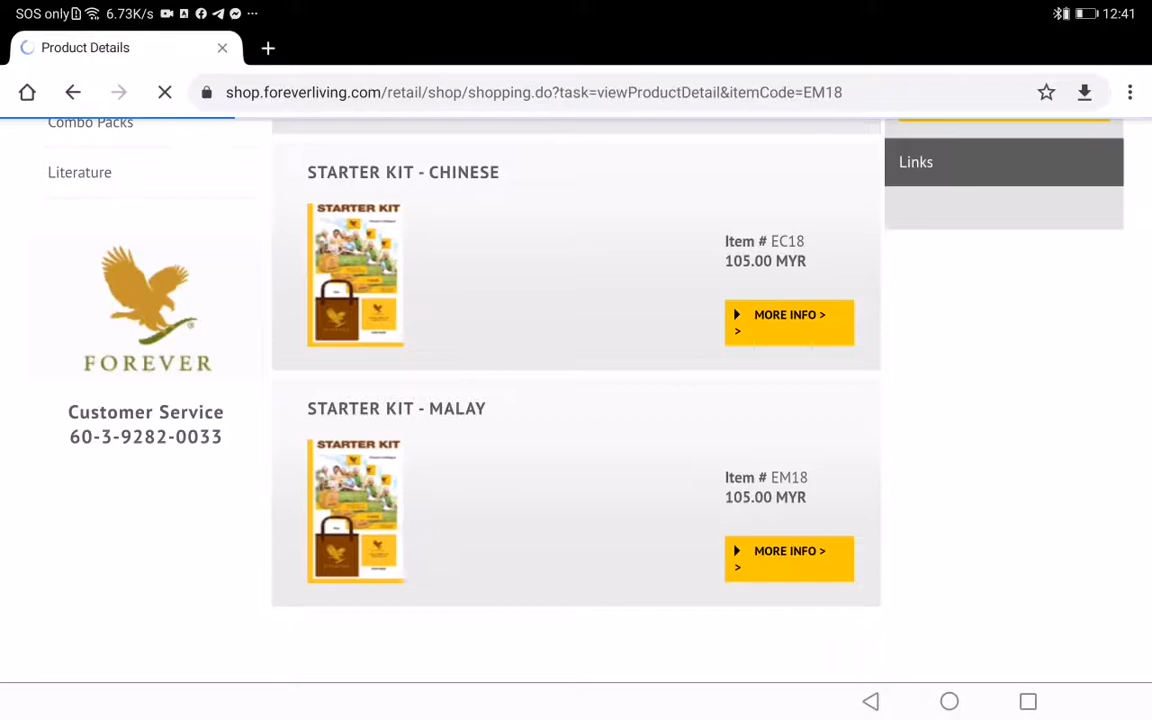 SOS only 6.73K/s 12:41
Product Details
shop.foreverliving.com/retail/shop/shopping.do?task=viewProductDetail&itemCode=EM18
Combo Packs
Literature
FOREVER
Customer Service
60-3-9282-0033
STARTER KIT - CHINESE
STARTER KIT
Item # EC18
105.00 MYR
MORE INFO >
>
STARTER KIT - MALAY
STARTER KIT
Item # EM18
105.00 MYR
MORE INFO >
>
Links